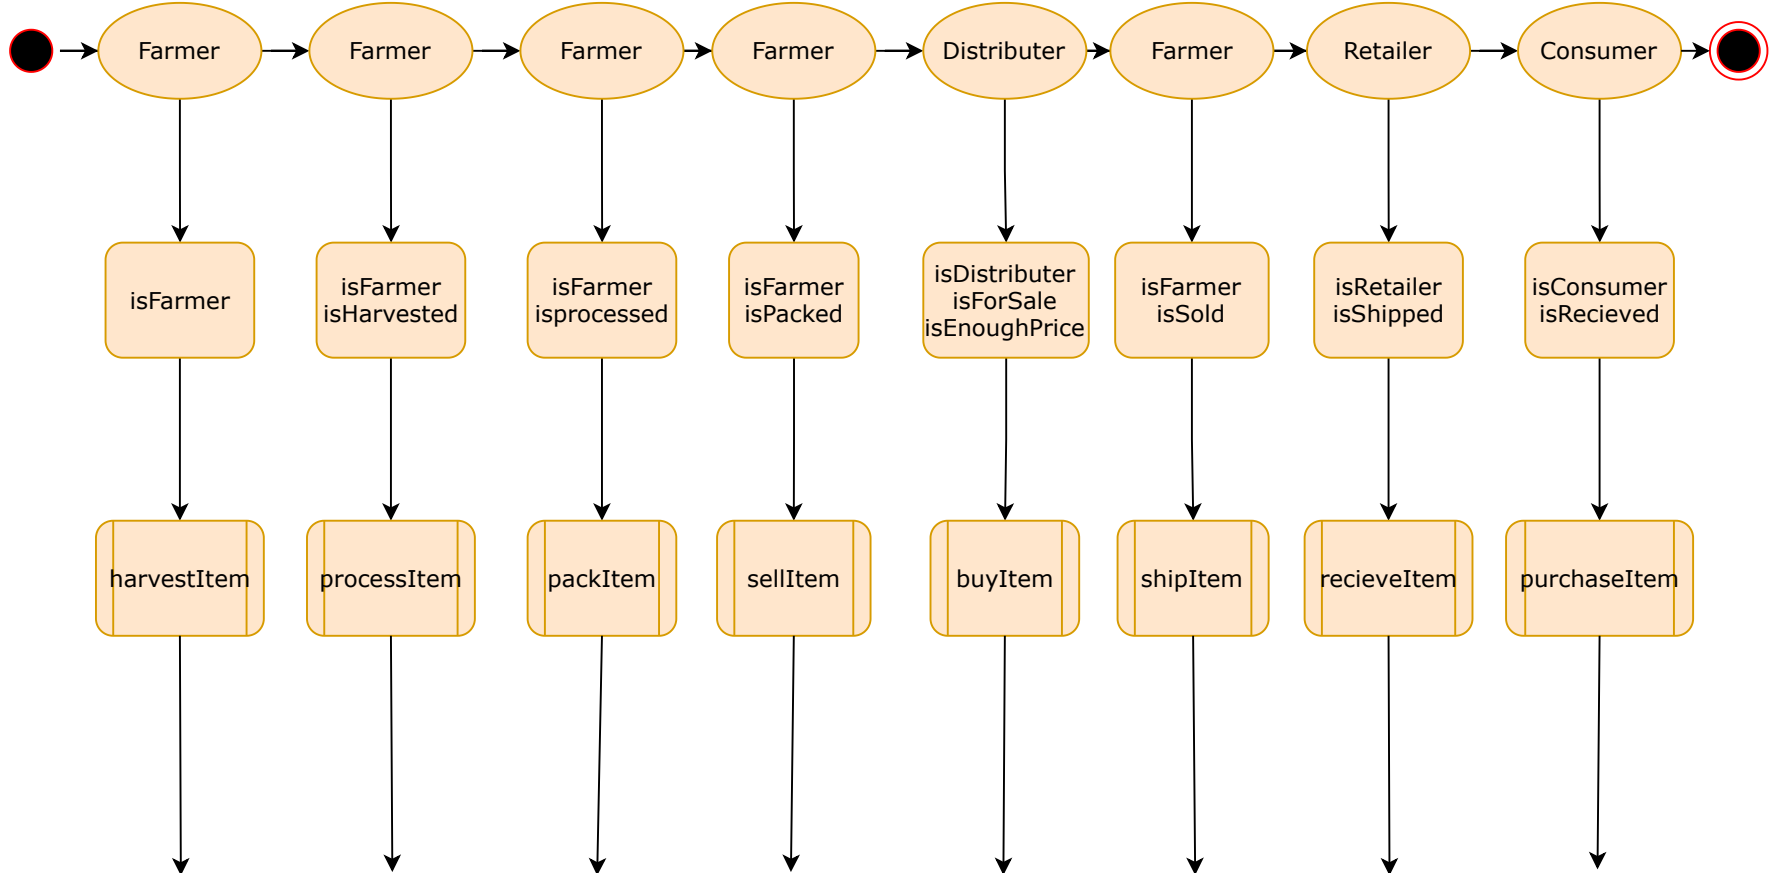 Farmer
Farmer
Farmer
Farmer
Distributer
Farmer
Retailer
Consumer
isFarmer
isFarmer
isHarvested
isFarmer
isprocessed
isFarmer
isPacked
isDistributer
isForSale
isEnoughPrice
isFarmer
isSold
isRetailer
isShipped
isConsumer
isRecieved
harvestItem
processItem
packItem
sellItem
buyItem
shipItem
recieveItem
purchaseItem